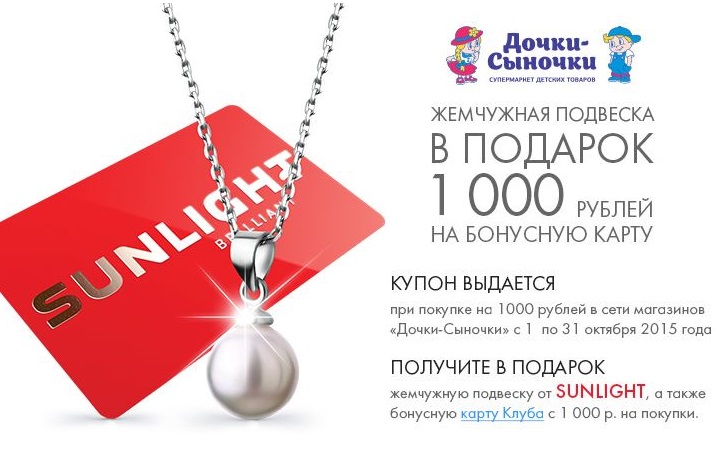 Дочки-
Сыночки
СУПЕРМАРКЕТ ДЕТСКИХ ТОВАРОВ
ЖЕМЧУЖНАЯ ПОДВЕСКА
В ПОДАРОК
1 000 РУБЛЕЙ
НА БОНУСНУЮ КАРТУ
SUNLIGHT
BRILLIANT
КУПОН ВЫДАЕТСЯ
при покупке на 1000 рублей в сети магазинов
«Дочки-Сыночки» с 1 по 31 октября 2015 года
ПОЛУЧИТЕ В ПОДАРОК
жемчужную подвеску от SUNLIGHT, а также
бонусную карту Клуба с 1 000 р. на покупки.